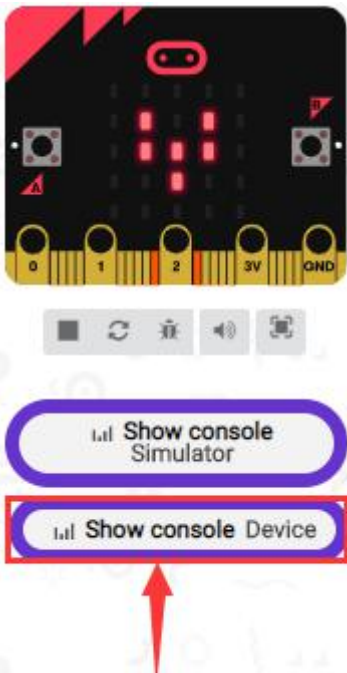 B
A
0 1 2 3V GND
Show console
Simulator
Show console Device